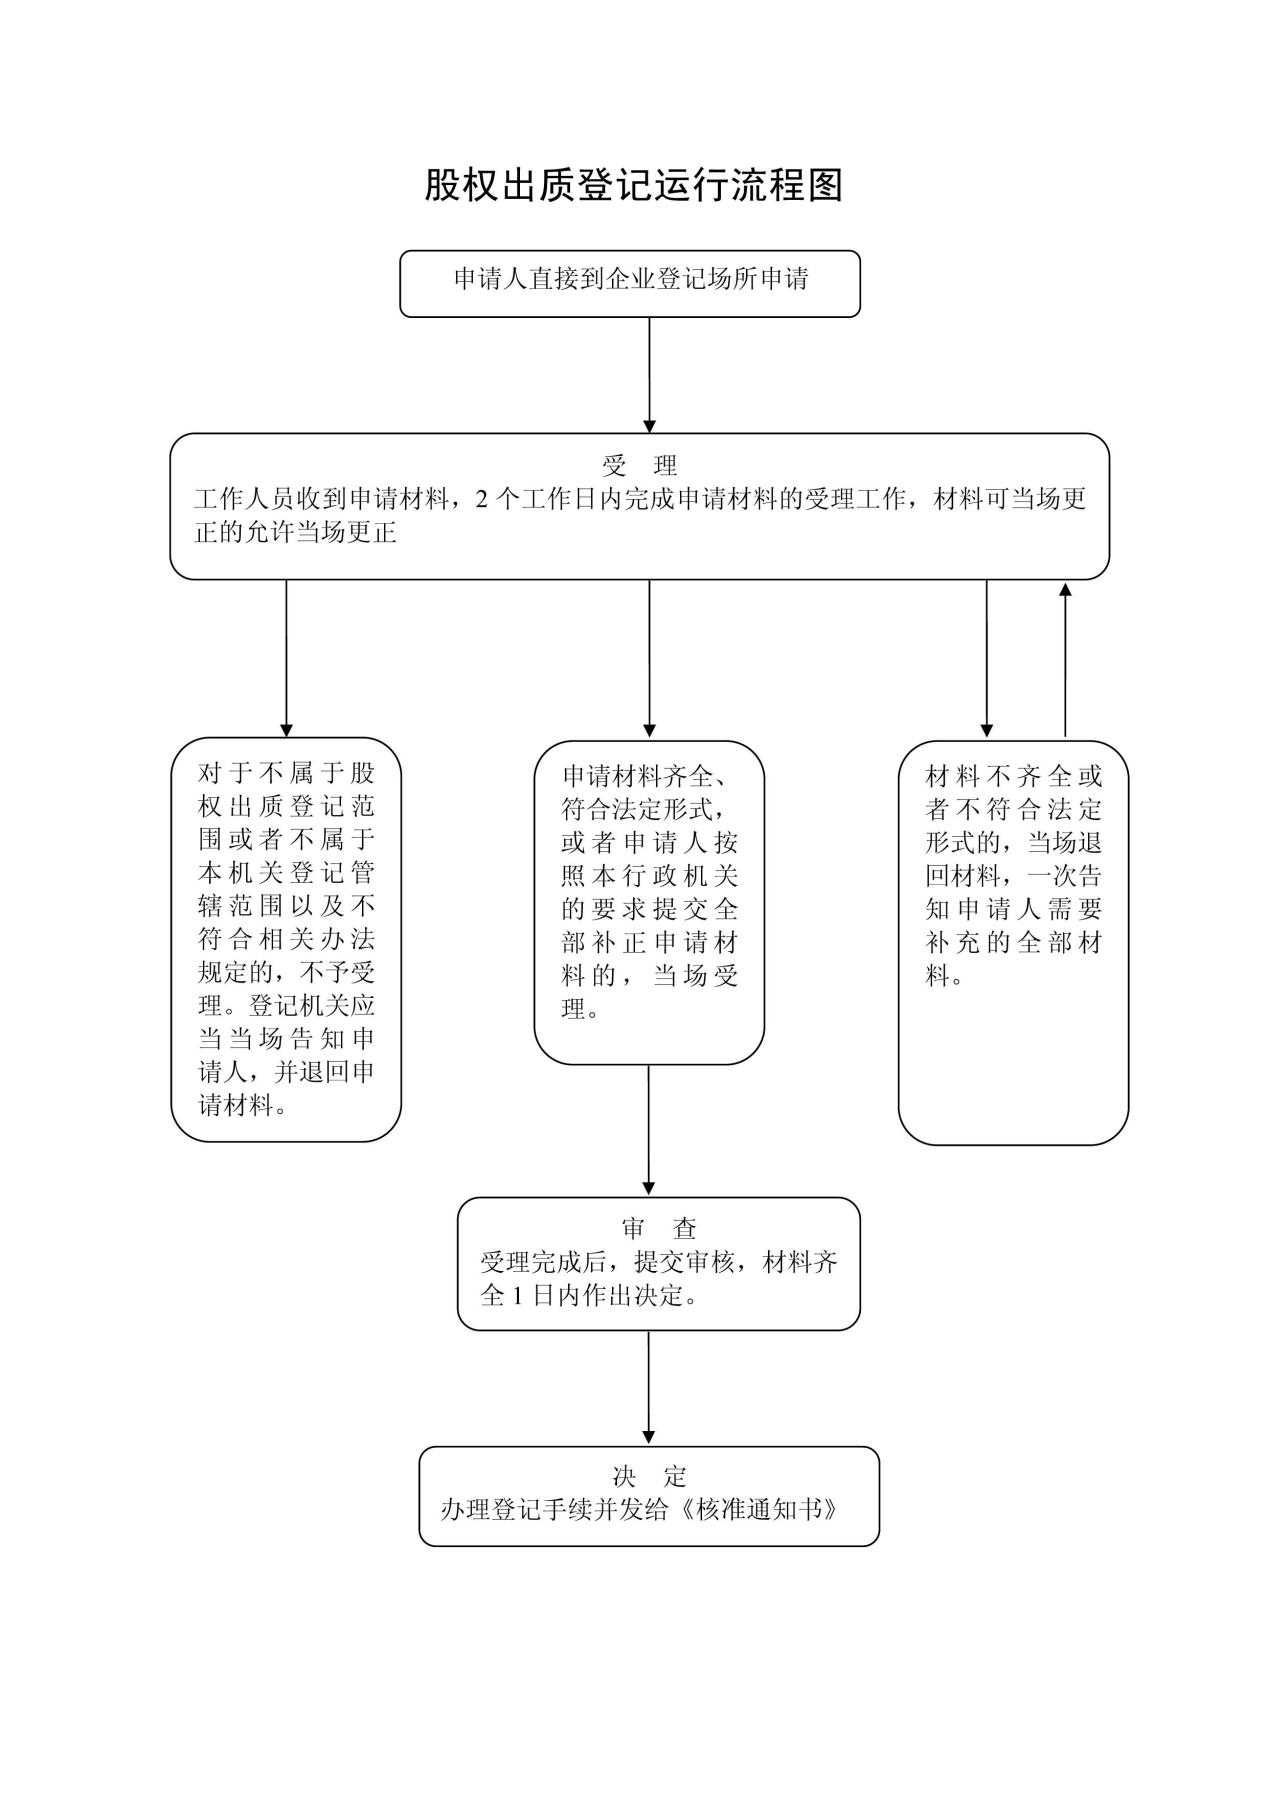 股权出质登记运行流程图
申请人直接到企业登记场所申请
受 理
工作人员收到申请材料，2 个工作日内完成申请材料的受理工作，材料可当场更
正的允许当场更正
对于不属于股
权出质登记范
围或者不属于
本机关登记管
辖范围以及不
符合相关办法
规定的，不予受
理。登记机关应
当当场告知申
请人，并退回申
请材料。
申请材料齐全、
符合法定形式，
或者申请人按
照本行政机关
的要求提交全
部补正申请材
料的，当场受
理。
材料不齐全或
者不符合法定
形式的，当场退
回材料，一次告
知申请人需要
补充的全部材
料。
审 查
受理完成后，提交审核，材料齐
全 1 日内作出决定。
决 定
办理登记手续并发给《核准通知书》